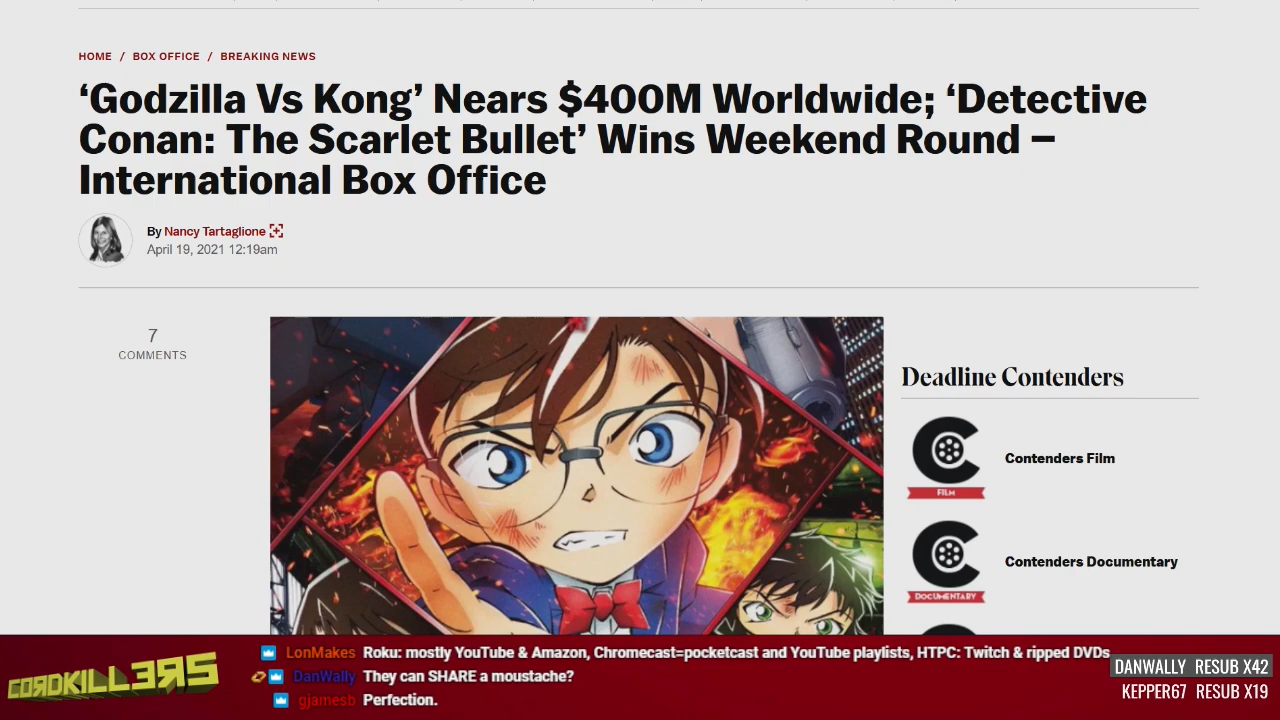 HOME / BOX OFFICE / BREAKING NEWS
‘Godzilla Vs Kong’ Nears $400M Worldwide; ‘Detective
Conan: The Scarlet Bullet’ Wins Weekend Round –
International Box Office
By Nancy Tartaglione
April 19, 2021 12:19am
7
COMMENTS
Deadline Contenders
FILM
Contenders Film
DOCUMENTARY
Contenders Documentary
CORDKILLERS
LonMakes Roku: mostly YouTube & Amazon, Chromecast=pocketcast and YouTube playlists, HTPC: Twitch & ripped DVDs
DanWally They can SHARE a moustache?
gjamesb Perfection.
DANWALLY RESUB X42
KEPPER67 RESUB X19